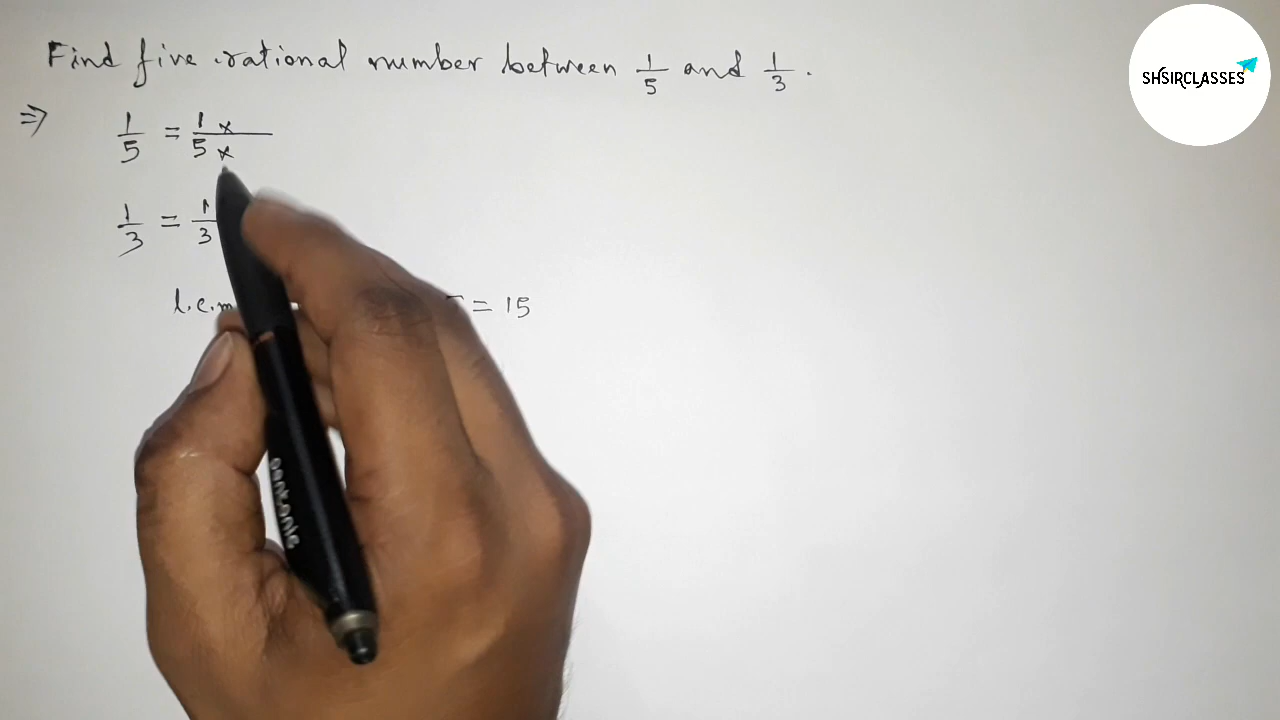 Find five rational number between 1/5 and 1/3.
SHSIRCLASSES
⇒ 1/5 = 1×/5×
1/3 = 1/3
l.c.m = 15
pentonic